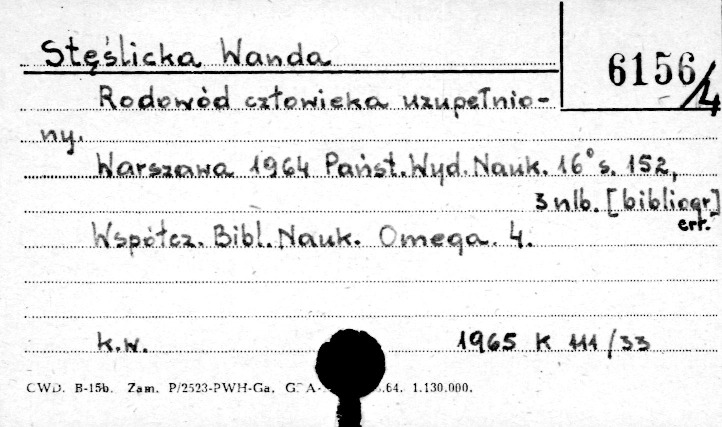 Stęślicka Wanda
6156/4
Rodowód człowieka uzupełnio-
ny.
Warszawa 1964 Państ. Wyd. Nauk. 16° s. 152,
3 nlb. [bibliogr]
ert.
Współcz. Bibl. Nauk. Omega. 4.
k.w. 1965 K 111/33
CWD. B-15b. Zam. P/2523-PWH-Ga. .64. 1.130.000.